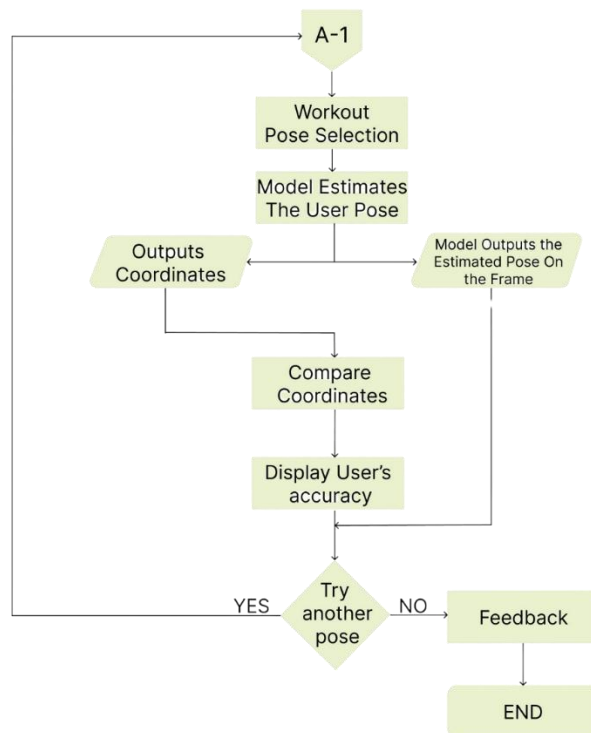 A-1
Workout
Pose Selection
Model Estimates
The User Pose
Outputs
Coordinates
Model Outputs the
Estimated Pose On
the Frame
Compare
Coordinates
Display User’s
accuracy
Try
another
pose
YES
NO
Feedback
END